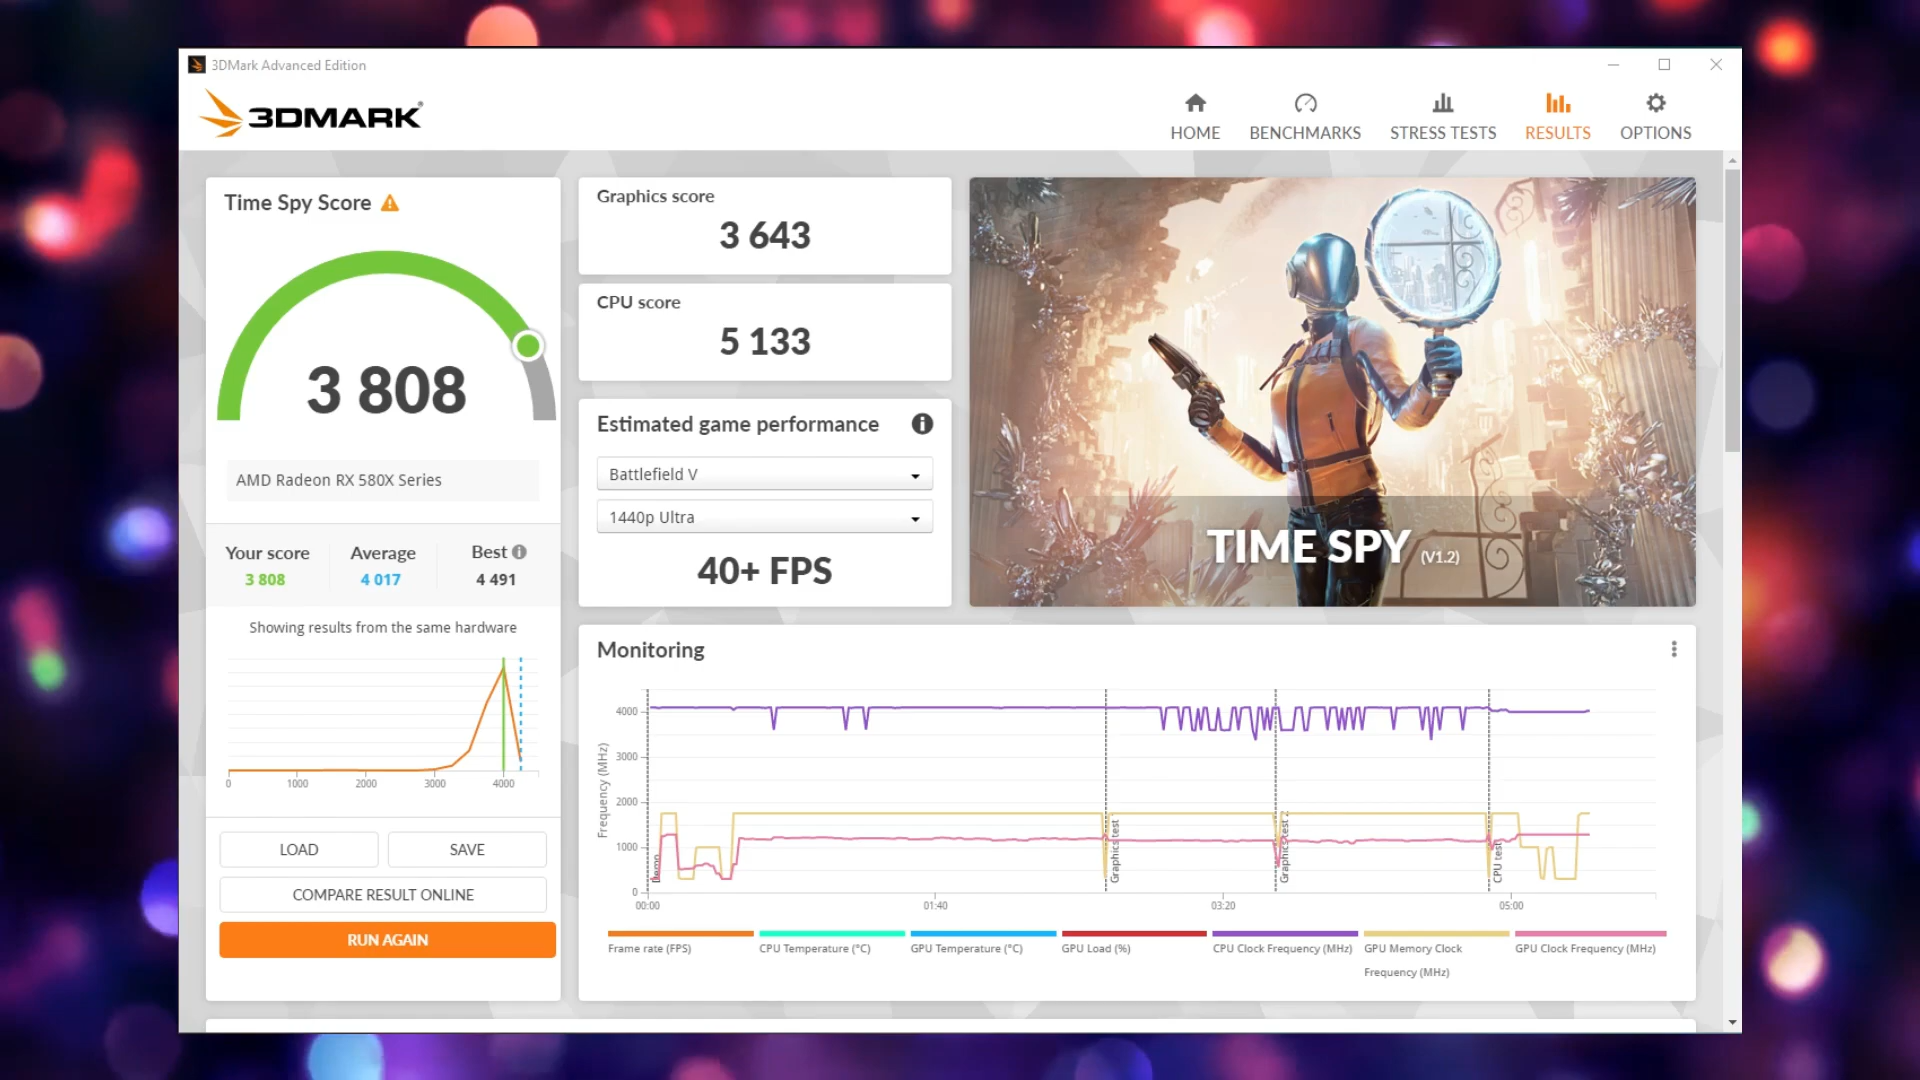 3DMark Advanced Edition
3DMARK®
HOME
BENCHMARKS
STRESS TESTS
RESULTS
OPTIONS
Time Spy Score
3 808
AMD Radeon RX 580X Series
Your score
Average
Best
3 808
4 017
4 491
Showing results from the same hardware
0
1000
2000
3000
4000
LOAD
SAVE
COMPARE RESULT ONLINE
RUN AGAIN
Graphics score
3 643
CPU score
5 133
Estimated game performance
Battlefield V
1440p Ultra
40+ FPS
TIME SPY (V1.2)
Monitoring
Frequency (MHz)
4000
3000
2000
1000
0
Demo
Graphics test
Graphics test 2
CPU test
00:00
01:40
03:20
05:00
Frame rate (FPS)
CPU Temperature (°C)
GPU Temperature (°C)
GPU Load (%)
CPU Clock Frequency (MHz)
GPU Memory Clock
Frequency (MHz)
GPU Clock Frequency (MHz)